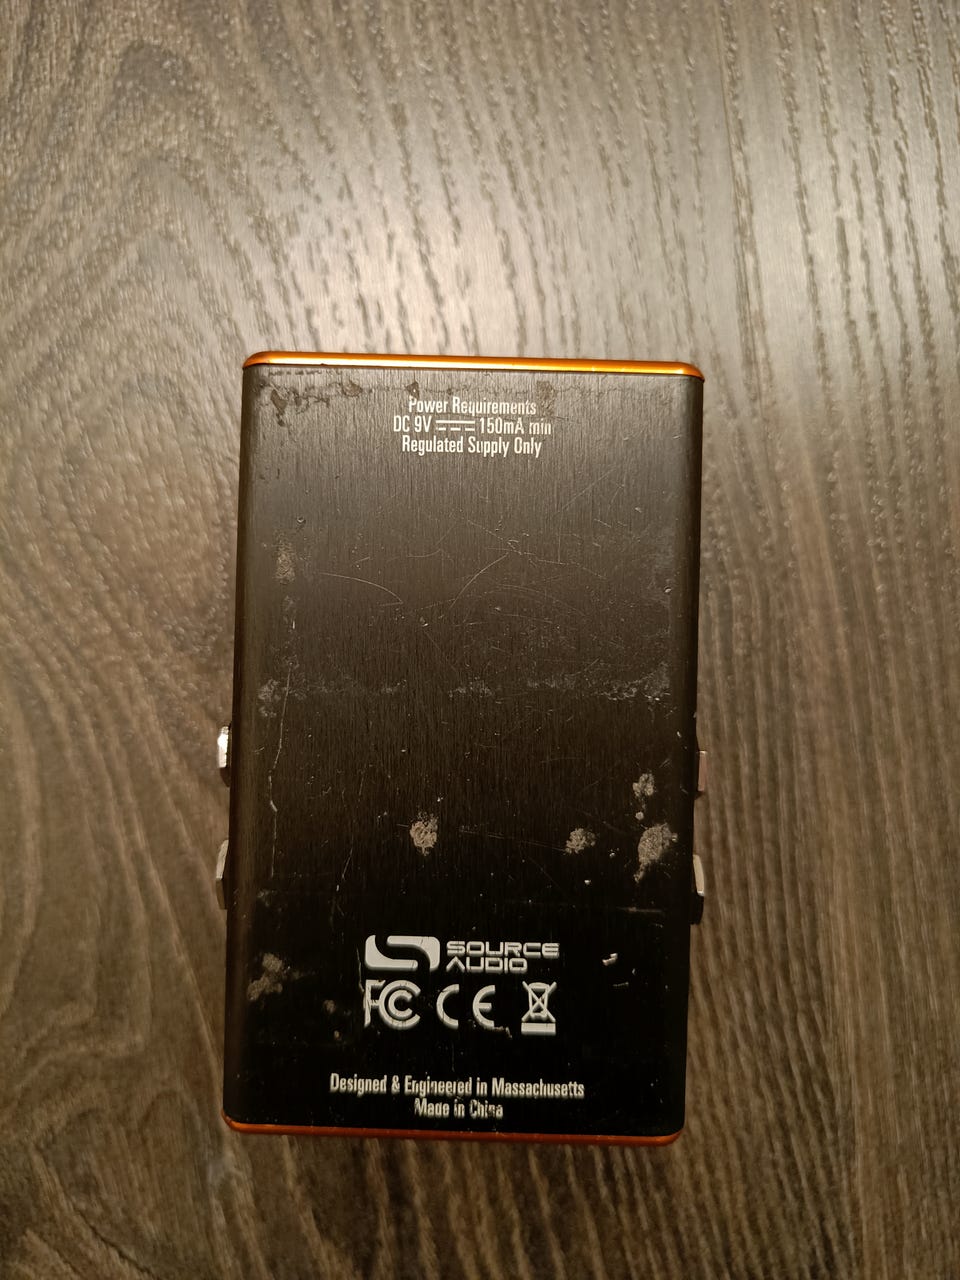 Power Requirements
DC 9V ⎓ 150mA min
Regulated Supply Only
SOURCE
AUDIO
FC CE
Designed & Engineered in Massachusetts
Made in China